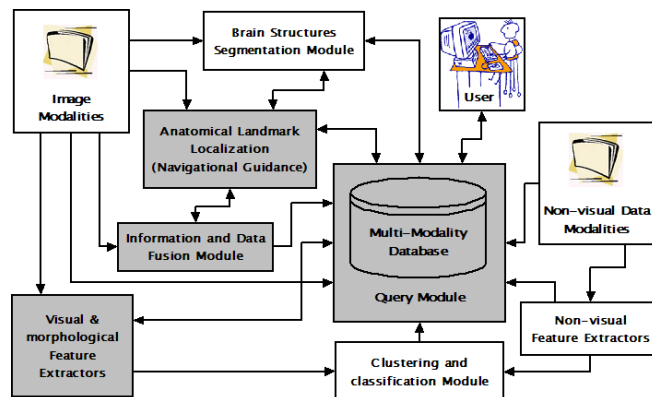 Image
Modalities
Brain Structures
Segmentation Module
User
Anatomical Landmark
Localization
(Navigational Guidance)
Non-visual Data
Modalities
Information and Data
Fusion Module
Multi-Modality
Database
Query Module
Visual &
morphological
Feature
Extractors
Non-visual
Feature Extractors
Clustering and
classification Module